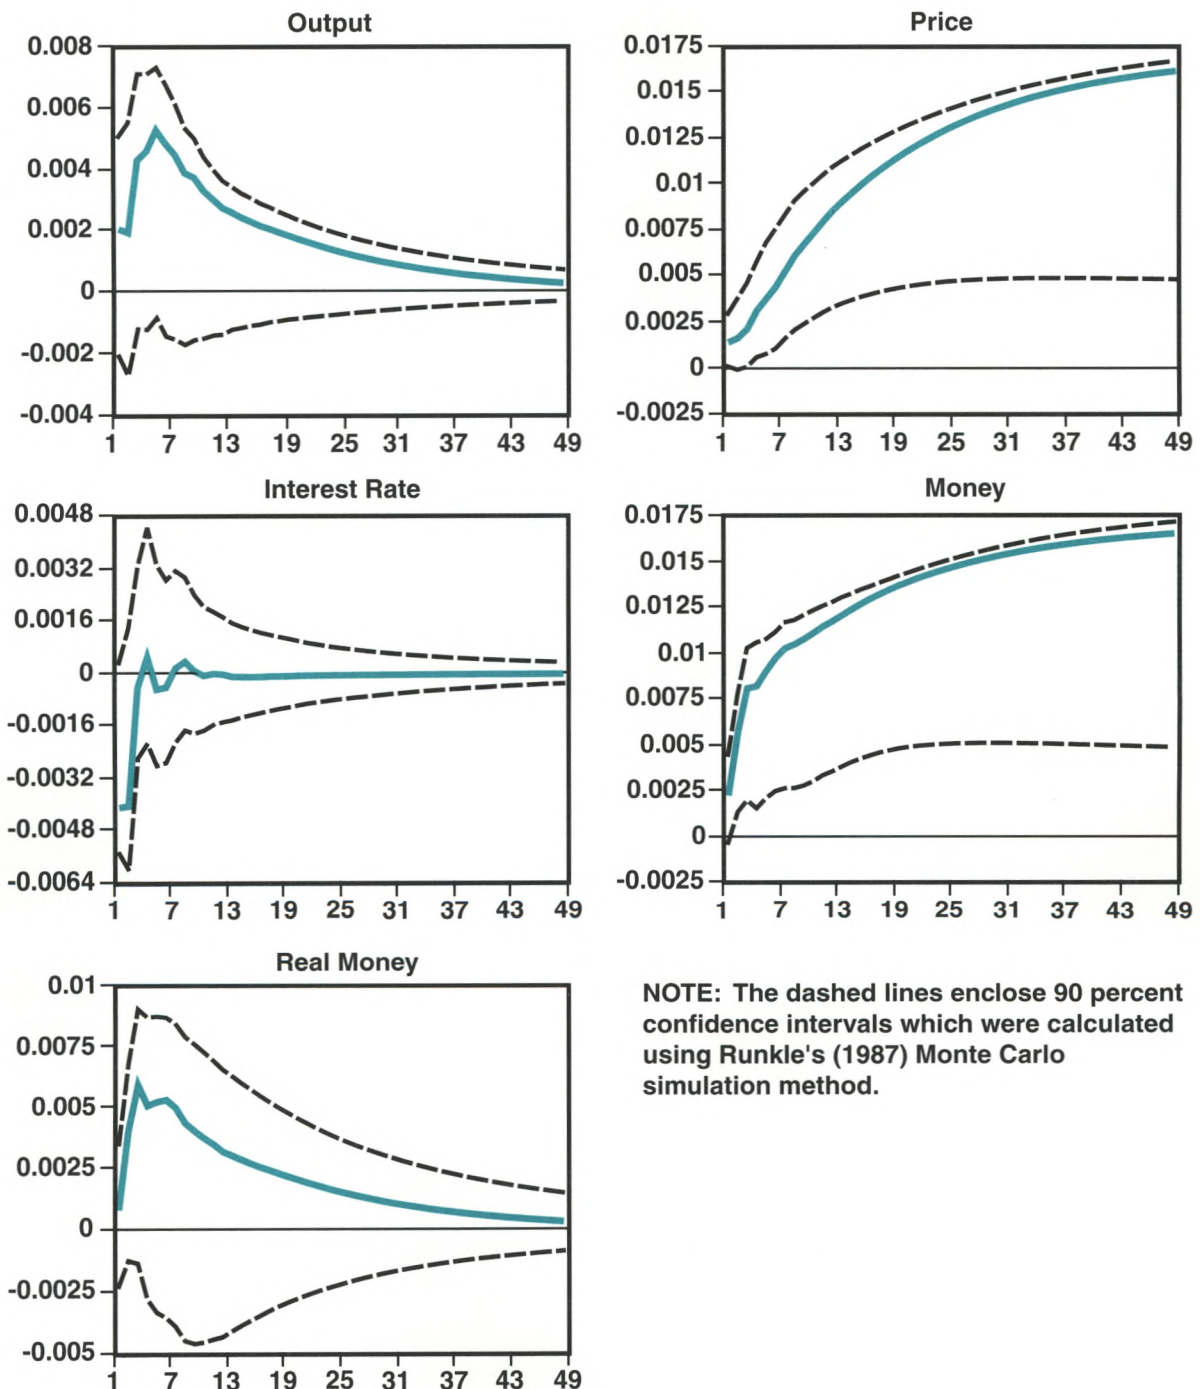 Output
0.008
0.006
0.004
0.002
0
-0.002
-0.004
1 7 13 19 25 31 37 43 49
Price
0.0175
0.015
0.0125
0.01
0.0075
0.005
0.0025
0
-0.0025
1 7 13 19 25 31 37 43 49
Interest Rate
0.0048
0.0032
0.0016
0
-0.0016
-0.0032
-0.0048
-0.0064
1 7 13 19 25 31 37 43 49
Money
0.0175
0.015
0.0125
0.01
0.0075
0.005
0.0025
0
-0.0025
1 7 13 19 25 31 37 43 49
Real Money
0.01
0.0075
0.005
0.0025
0
-0.0025
-0.005
1 7 13 19 25 31 37 43 49
NOTE: The dashed lines enclose 90 percent
confidence intervals which were calculated
using Runkle's (1987) Monte Carlo
simulation method.